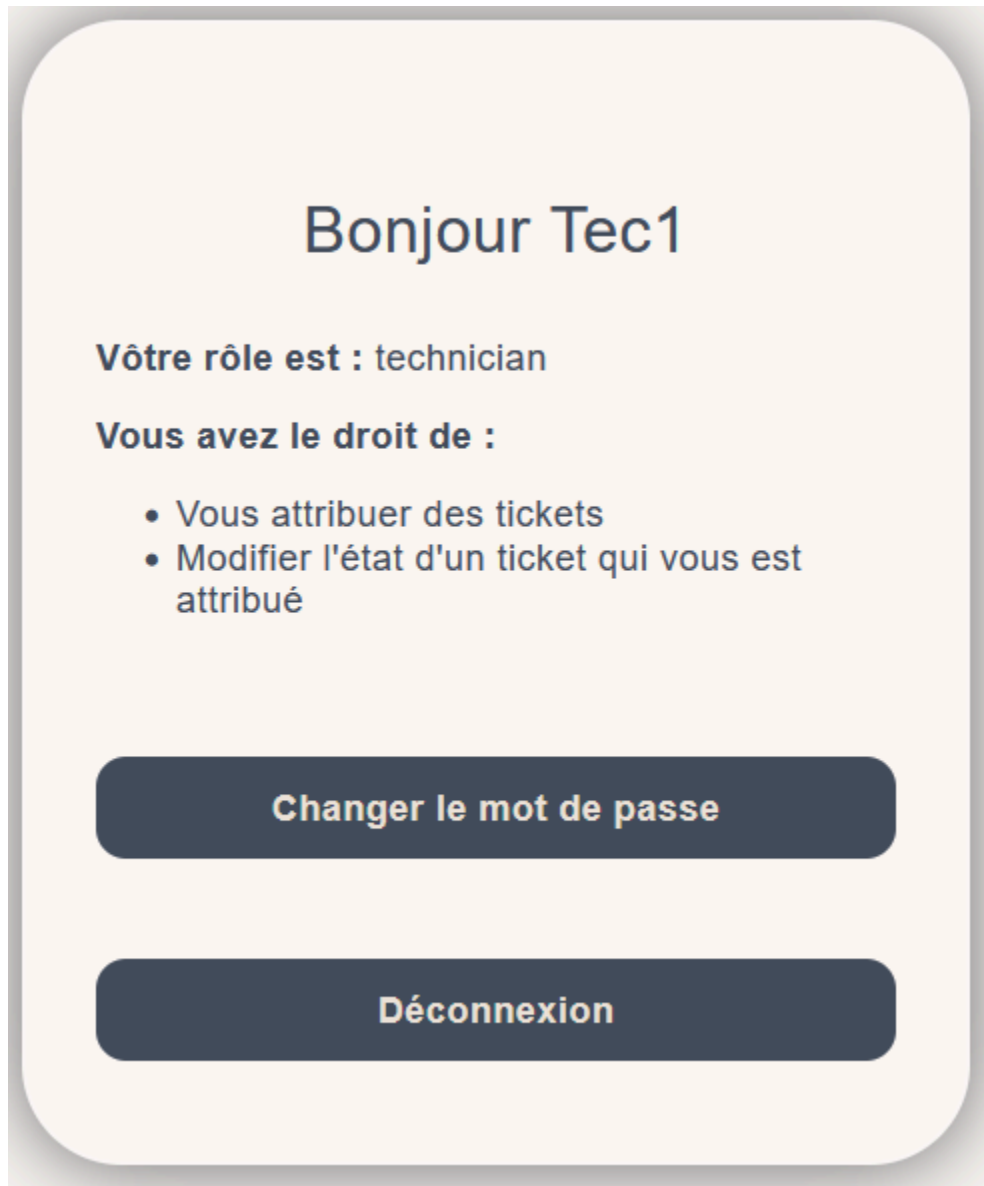 Bonjour Tec1
Vôtre rôle est : technician
Vous avez le droit de :
• Vous attribuer des tickets
• Modifier l'état d'un ticket qui vous est
attribué
Changer le mot de passe
Déconnexion